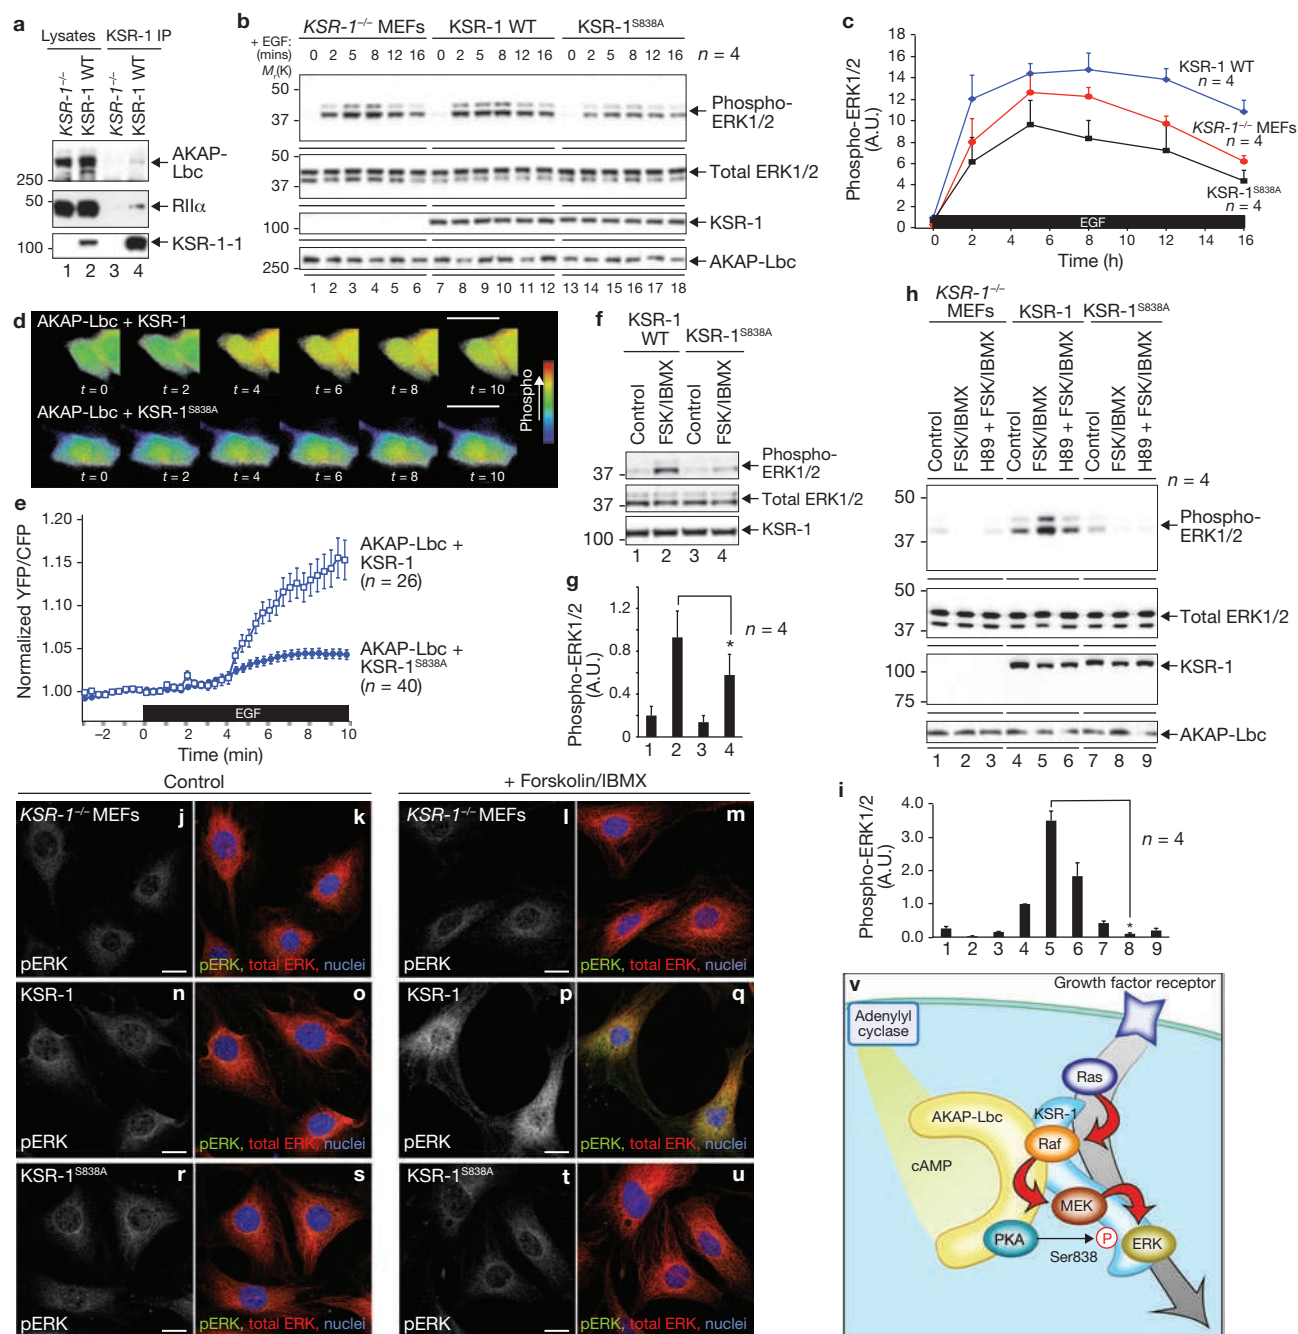 a
Lysates KSR-1 IP
KSR-1–/–
KSR-1 WT
KSR-1–/–
KSR-1 WT
AKAP-
Lbc
250
50
RIIα
100
KSR-1-1
1 2 3 4
b
KSR-1–/– MEFs KSR-1 WT KSR-1S838A
+ EGF:
(mins)
0 2 5 8 12 16 0 2 5 8 12 16 0 2 5 8 12 16
n = 4
Mr(K)
50
37
Phospho-
ERK1/2
50
37
Total ERK1/2
100
KSR-1
250
AKAP-Lbc
1 2 3 4 5 6 7 8 9 10 11 12 13 14 15 16 17 18
c
Phospho-ERK1/2
(A.U.)
18
16
14
12
10
8
6
4
2
0
KSR-1 WT
n = 4
KSR-1–/– MEFs
n = 4
KSR-1S838A
n = 4
EGF
0 2 4 6 8 10 12 14 16
Time (h)
d
AKAP-Lbc + KSR-1
t = 0 t = 2 t = 4 t = 6 t = 8 t = 10
AKAP-Lbc + KSR-1S838A
t = 0 t = 2 t = 4 t = 6 t = 8 t = 10
Phospho
e
Normalized YFP/CFP
1.20
1.15
1.10
1.05
1.00
AKAP-Lbc +
KSR-1
(n = 26)
AKAP-Lbc +
KSR-1S838A
(n = 40)
EGF
–2 0 2 4 6 8 10
Time (min)
f
KSR-1
WT
KSR-1S838A
Control
FSK/IBMX
Control
FSK/IBMX
37
Phospho-
ERK1/2
37
Total ERK1/2
100
KSR-1
1 2 3 4
g
Phospho-ERK1/2
(A.U.)
1.2
0.8
0.4
0
*
n = 4
1 2 3 4
h
KSR-1–/–
MEFs
KSR-1 KSR-1S838A
Control
FSK/IBMX
H89 + FSK/IBMX
Control
FSK/IBMX
H89 + FSK/IBMX
Control
FSK/IBMX
H89 + FSK/IBMX
n = 4
50
37
Phospho-
ERK1/2
50
37
Total ERK1/2
100
75
KSR-1
AKAP-Lbc
1 2 3 4 5 6 7 8 9
i
Phospho-ERK1/2
(A.U.)
4.0
3.0
2.0
1.0
0.0
*
n = 4
1 2 3 4 5 6 7 8 9
Control
+ Forskolin/IBMX
KSR-1–/– MEFs j
pERK
k
pERK, total ERK, nuclei
KSR-1–/– MEFs l
pERK
m
pERK, total ERK, nuclei
KSR-1 n
pERK
o
pERK, total ERK, nuclei
KSR-1 p
pERK
q
pERK, total ERK, nuclei
KSR-1S838A r
pERK
s
pERK, total ERK, nuclei
KSR-1S838A t
pERK
u
pERK, total ERK, nuclei
v
Growth factor receptor
Adenylyl
cyclase
Ras
AKAP-Lbc
KSR-1
Raf
cAMP
MEK
PKA
P
ERK
Ser838